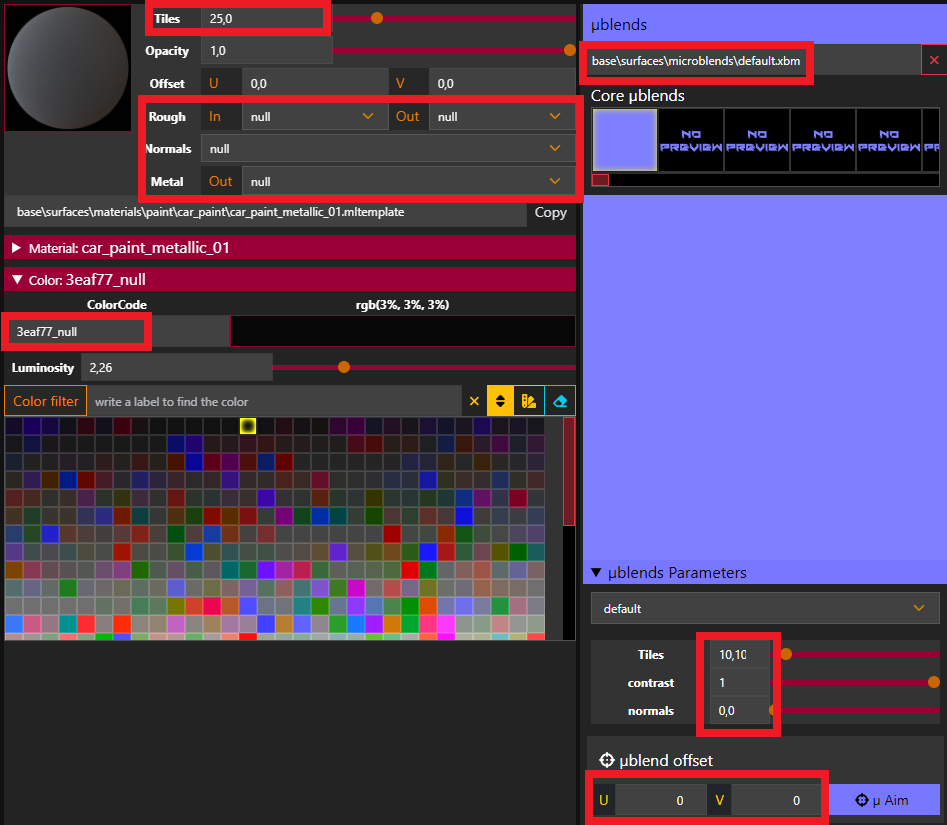 Tiles 25,0
Opacity 1,0
Offset U 0,0 V 0,0
Rough In null Out null
Normals null
Metal Out null
base\surfaces\materials\paint\car_paint\car_paint_metallic_01.mltemplate Copy
Material: car_paint_metallic_01
Color: 3eaf77_null
ColorCode rgb(3%, 3%, 3%)
3eaf77_null
Luminosity 2,26
Color filter write a label to find the color
µblends
base\surfaces\microblends\default.xbm
Core µblends
NO PREVIEW NO PREVIEW NO PREVIEW NO PREVIEW
µblends Parameters
default
Tiles 10,10
contrast 1
normals 0,0
µblend offset
U 0 V 0 µ Aim